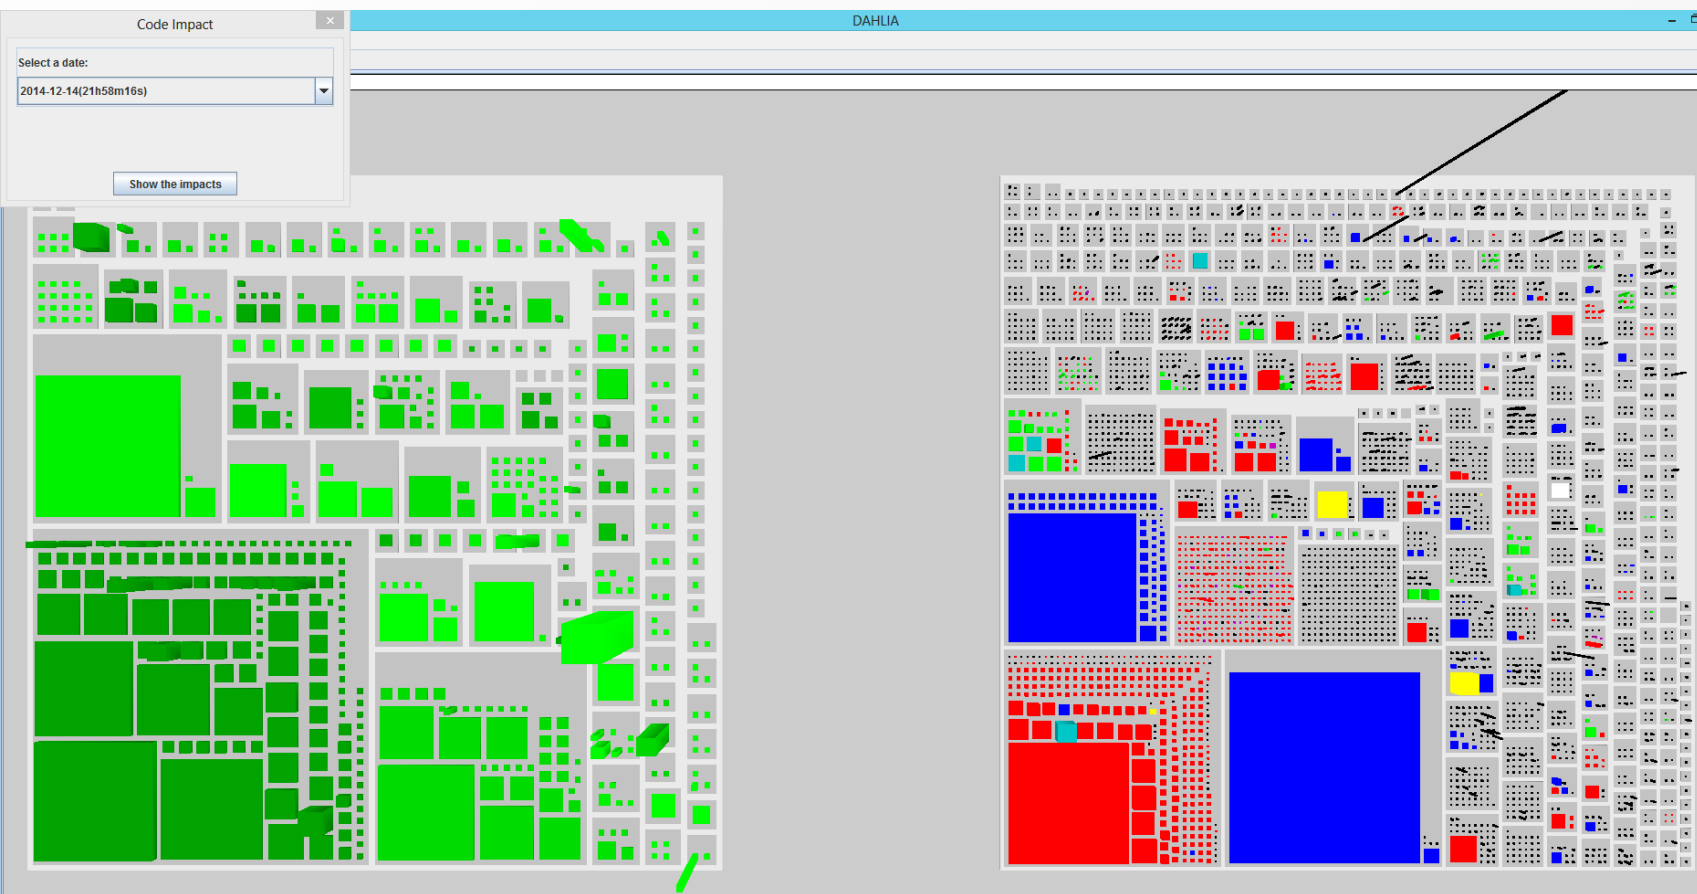 Code Impact
DAHLIA
Select a date:
2014-12-14(21h58m16s)
Show the impacts